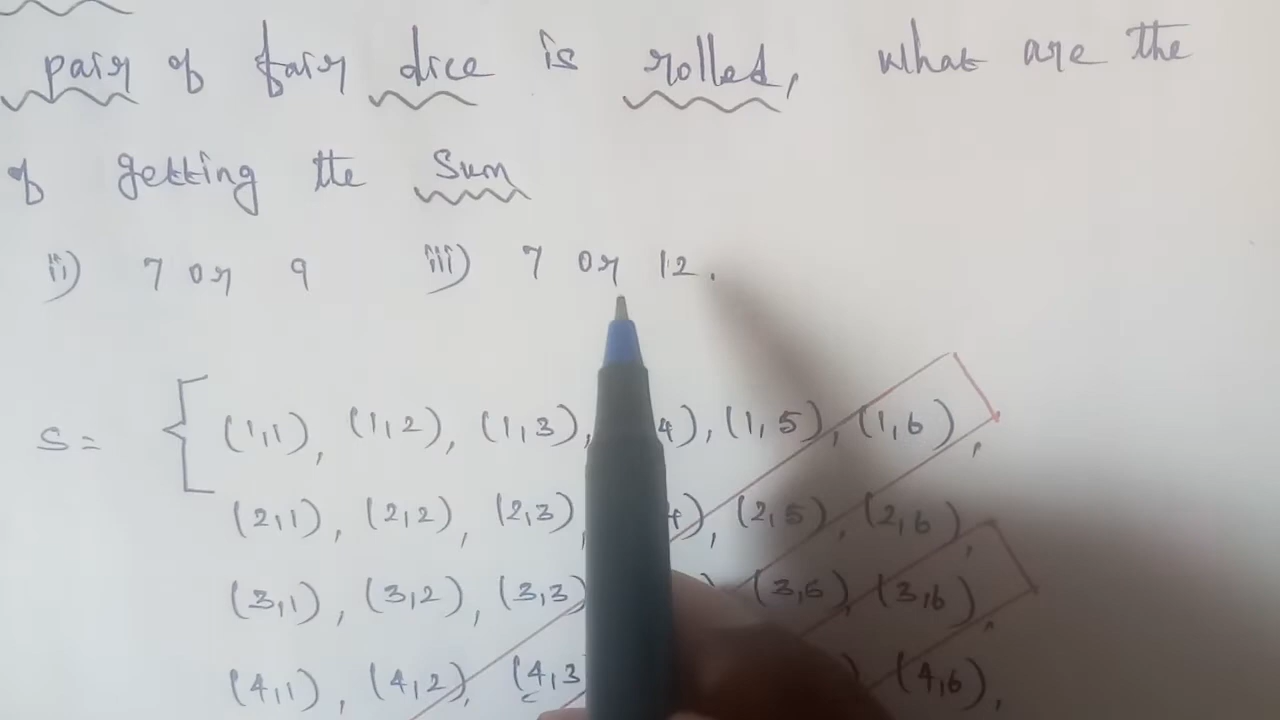 pair of fair dice is rolled, what are the
of getting the Sum
ii) 7 or 9 iii) 7 or 12.
S = { (1,1), (1,2), (1,3), 4), (1,5), (1,6),
(2,1), (2,2), (2,3), 4), (2,5), (2,6),
(3,1), (3,2), (3,3) ), (3,6), (3,6),
(4,1), (4,2), (4,3 ), (4,6),